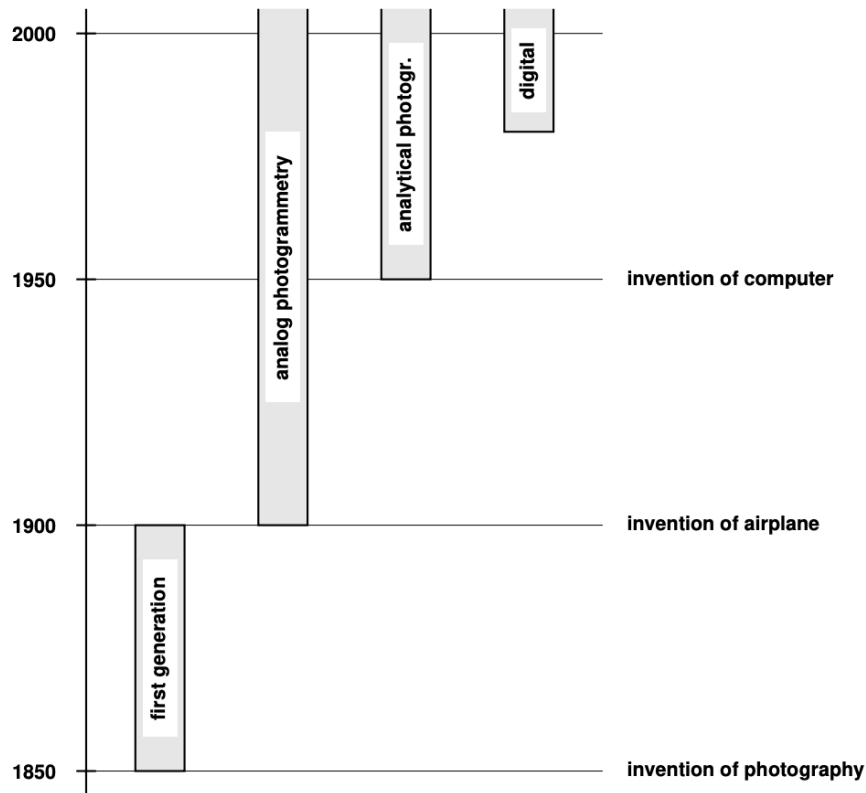 2000
digital
analytical photogr.
analog photogrammetry
1950
invention of computer
1900
invention of airplane
first generation
1850
invention of photography